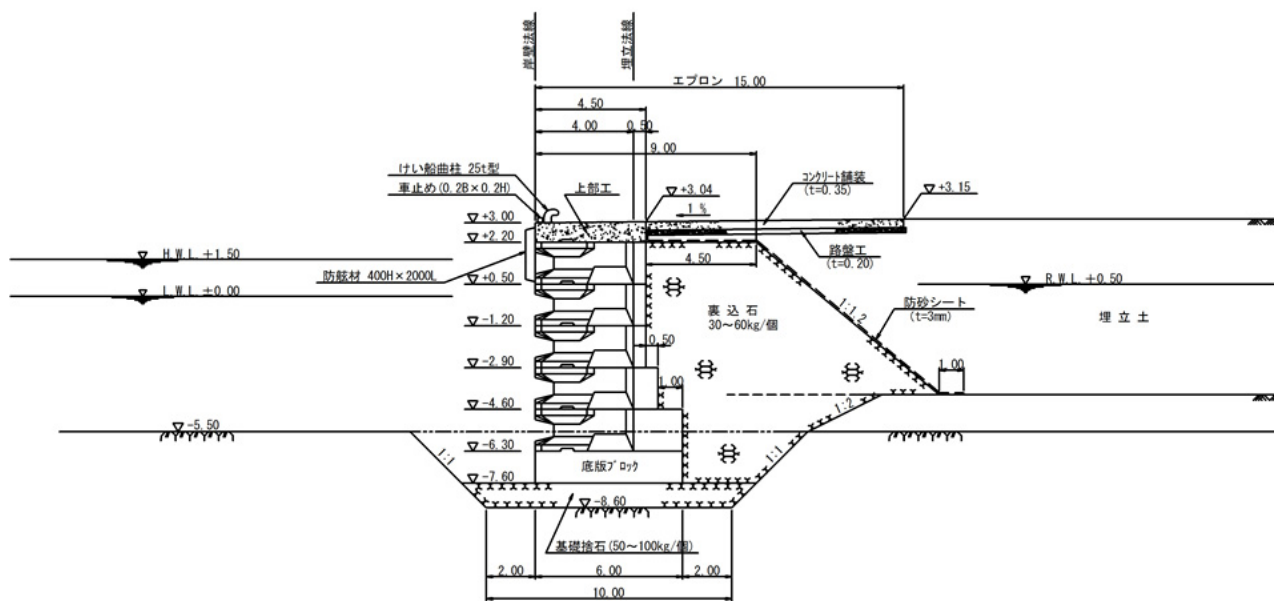 岸壁法線
埋立法線
エプロン 15.00
4.50
4.00
0.50
9.00
けい船曲柱 25t型
車止め(0.2B×0.2H)
上部工
+3.04
コンクリート舗装
(t=0.35)
+3.15
1 %
+3.00
+2.20
H.W.L. +1.50
防舷材 400H×2000L
4.50
路盤工
(t=0.20)
L.W.L. ±0.00
+0.50
R.W.L. +0.50
裏込石
30～60kg/個
1:1.2
防砂シート
(t=3mm)
埋立土
-1.20
0.50
-2.90
1.00
1.00
-4.60
1:2
-5.50
-6.30
1:1
底版ブロック
1:1
-7.60
-8.60
基礎捨石(50～100kg/個)
2.00
6.00
2.00
10.00